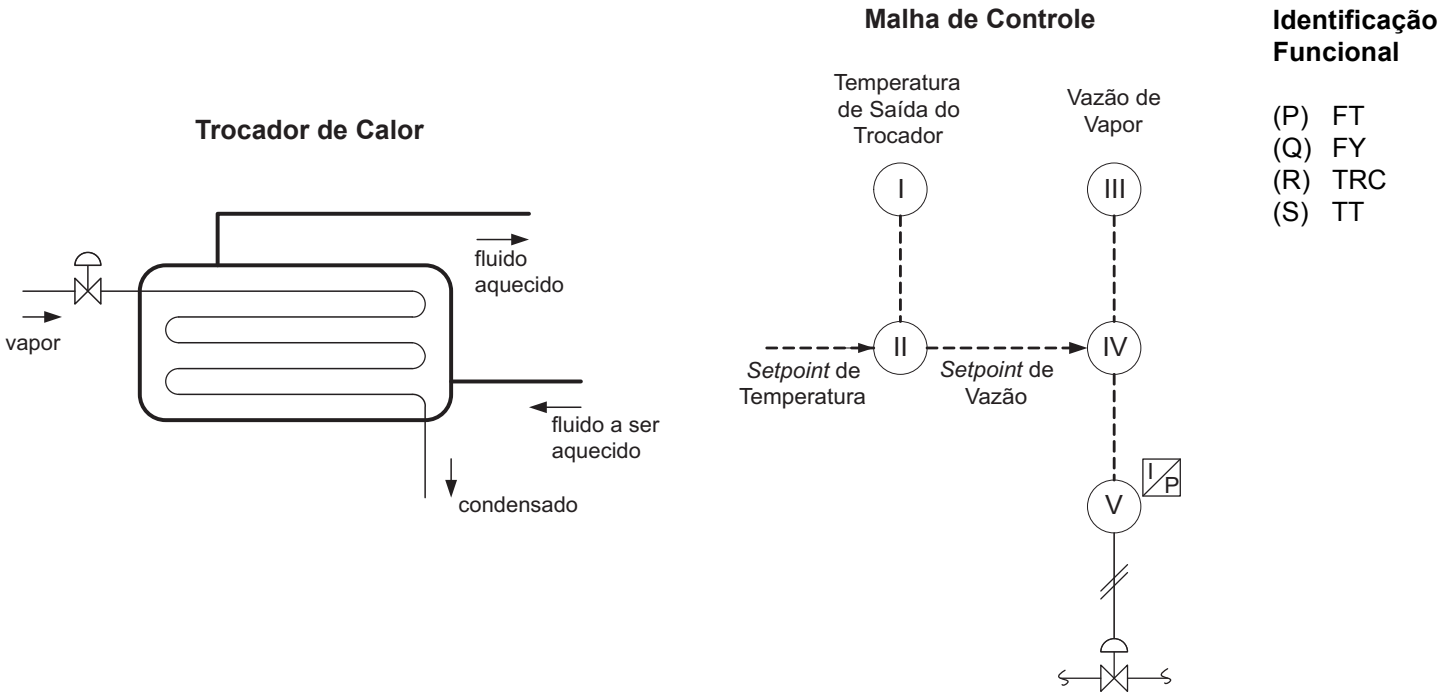 Trocador de Calor
vapor
fluido
aquecido
fluido a ser
aquecido
condensado
Malha de Controle
Temperatura
de Saída do
Trocador
Vazão de
Vapor
I
III
II
IV
Setpoint de
Temperatura
Setpoint de
Vazão
V
I
P
Identificação
Funcional
(P) FT
(Q) FY
(R) TRC
(S) TT